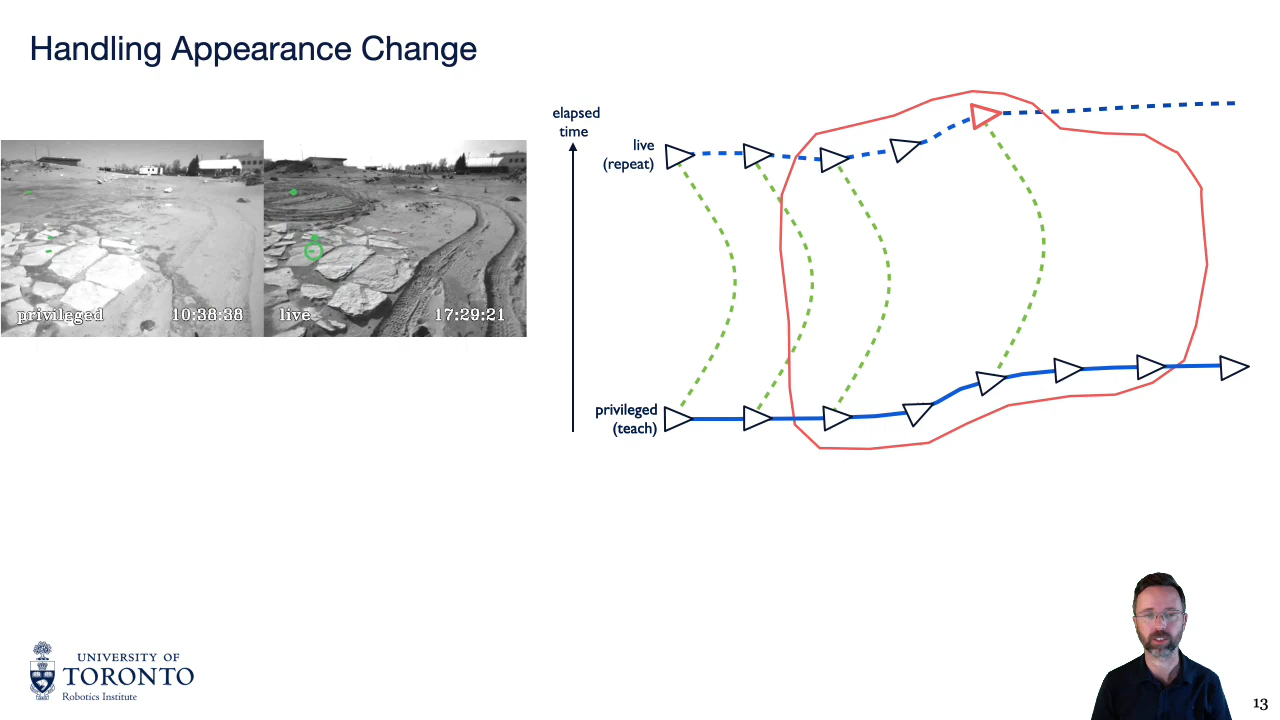 Handling Appearance Change
privileged
10:38:38
live
17:29:21
elapsed
time
live
(repeat)
privileged
(teach)
UNIVERSITY OF
TORONTO
Robotics Institute
13